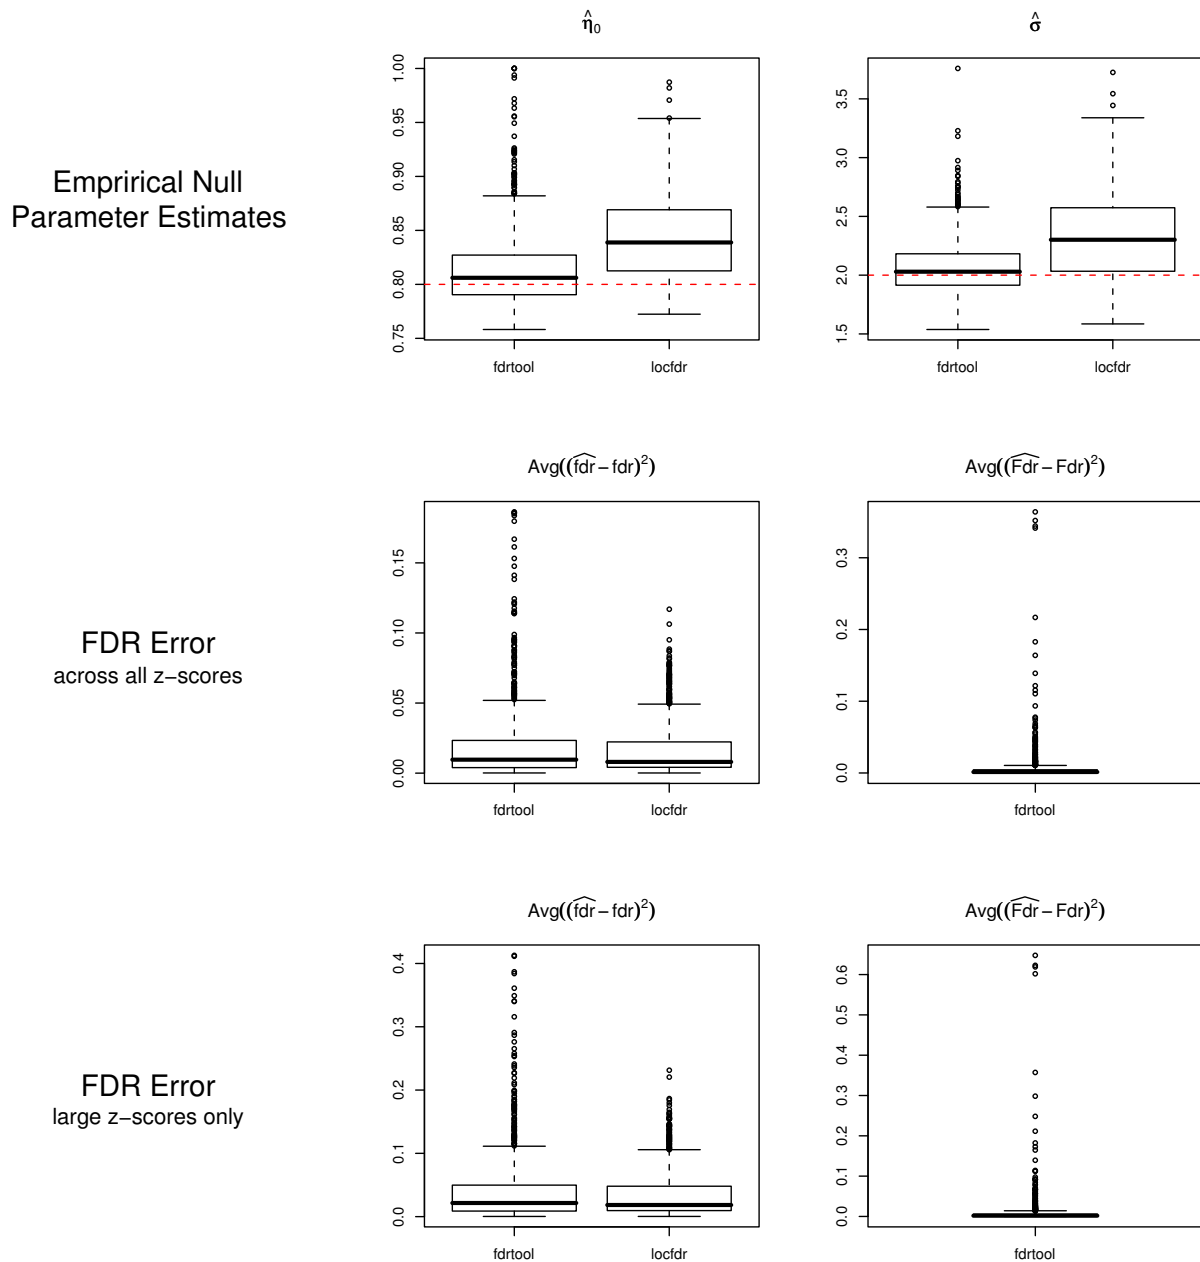 η̂₀
σ̂
Emprirical Null
Parameter Estimates
0.75 0.80 0.85 0.90 0.95 1.00
fdrtool locfdr
1.5 2.0 2.5 3.0 3.5
fdrtool locfdr
Avg((f̂dr − fdr)²)
Avg((F̂dr − Fdr)²)
FDR Error
across all z−scores
0.00 0.05 0.10 0.15
fdrtool locfdr
0.0 0.1 0.2 0.3
fdrtool
Avg((f̂dr − fdr)²)
Avg((F̂dr − Fdr)²)
FDR Error
large z−scores only
0.0 0.1 0.2 0.3 0.4
fdrtool locfdr
0.0 0.1 0.2 0.3 0.4 0.5 0.6
fdrtool